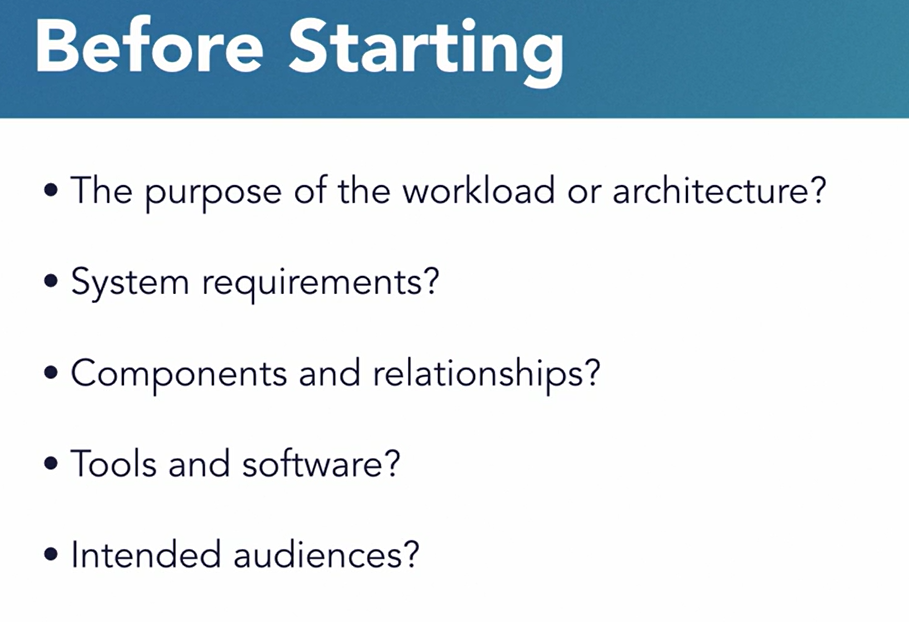 Before Starting
• The purpose of the workload or architecture?
• System requirements?
• Components and relationships?
• Tools and software?
• Intended audiences?